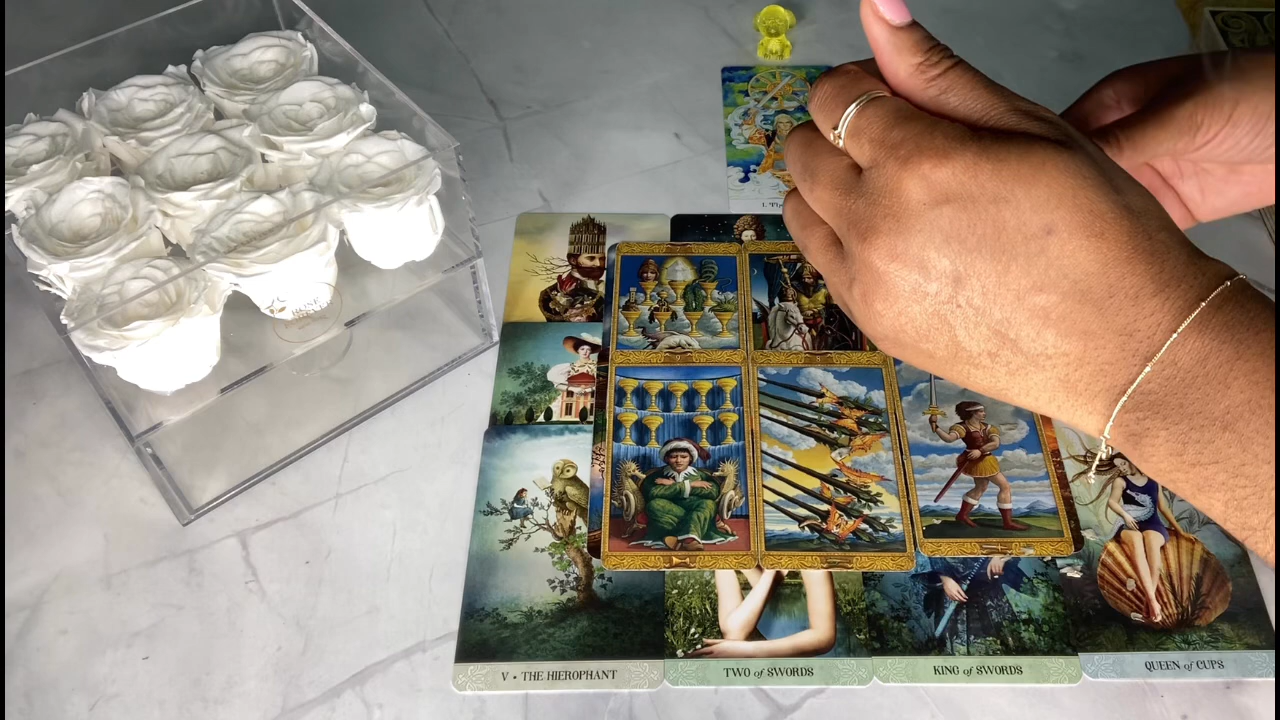 V • THE HIEROPHANT
TWO of SWORDS
KING of SWORDS
QUEEN of CUPS